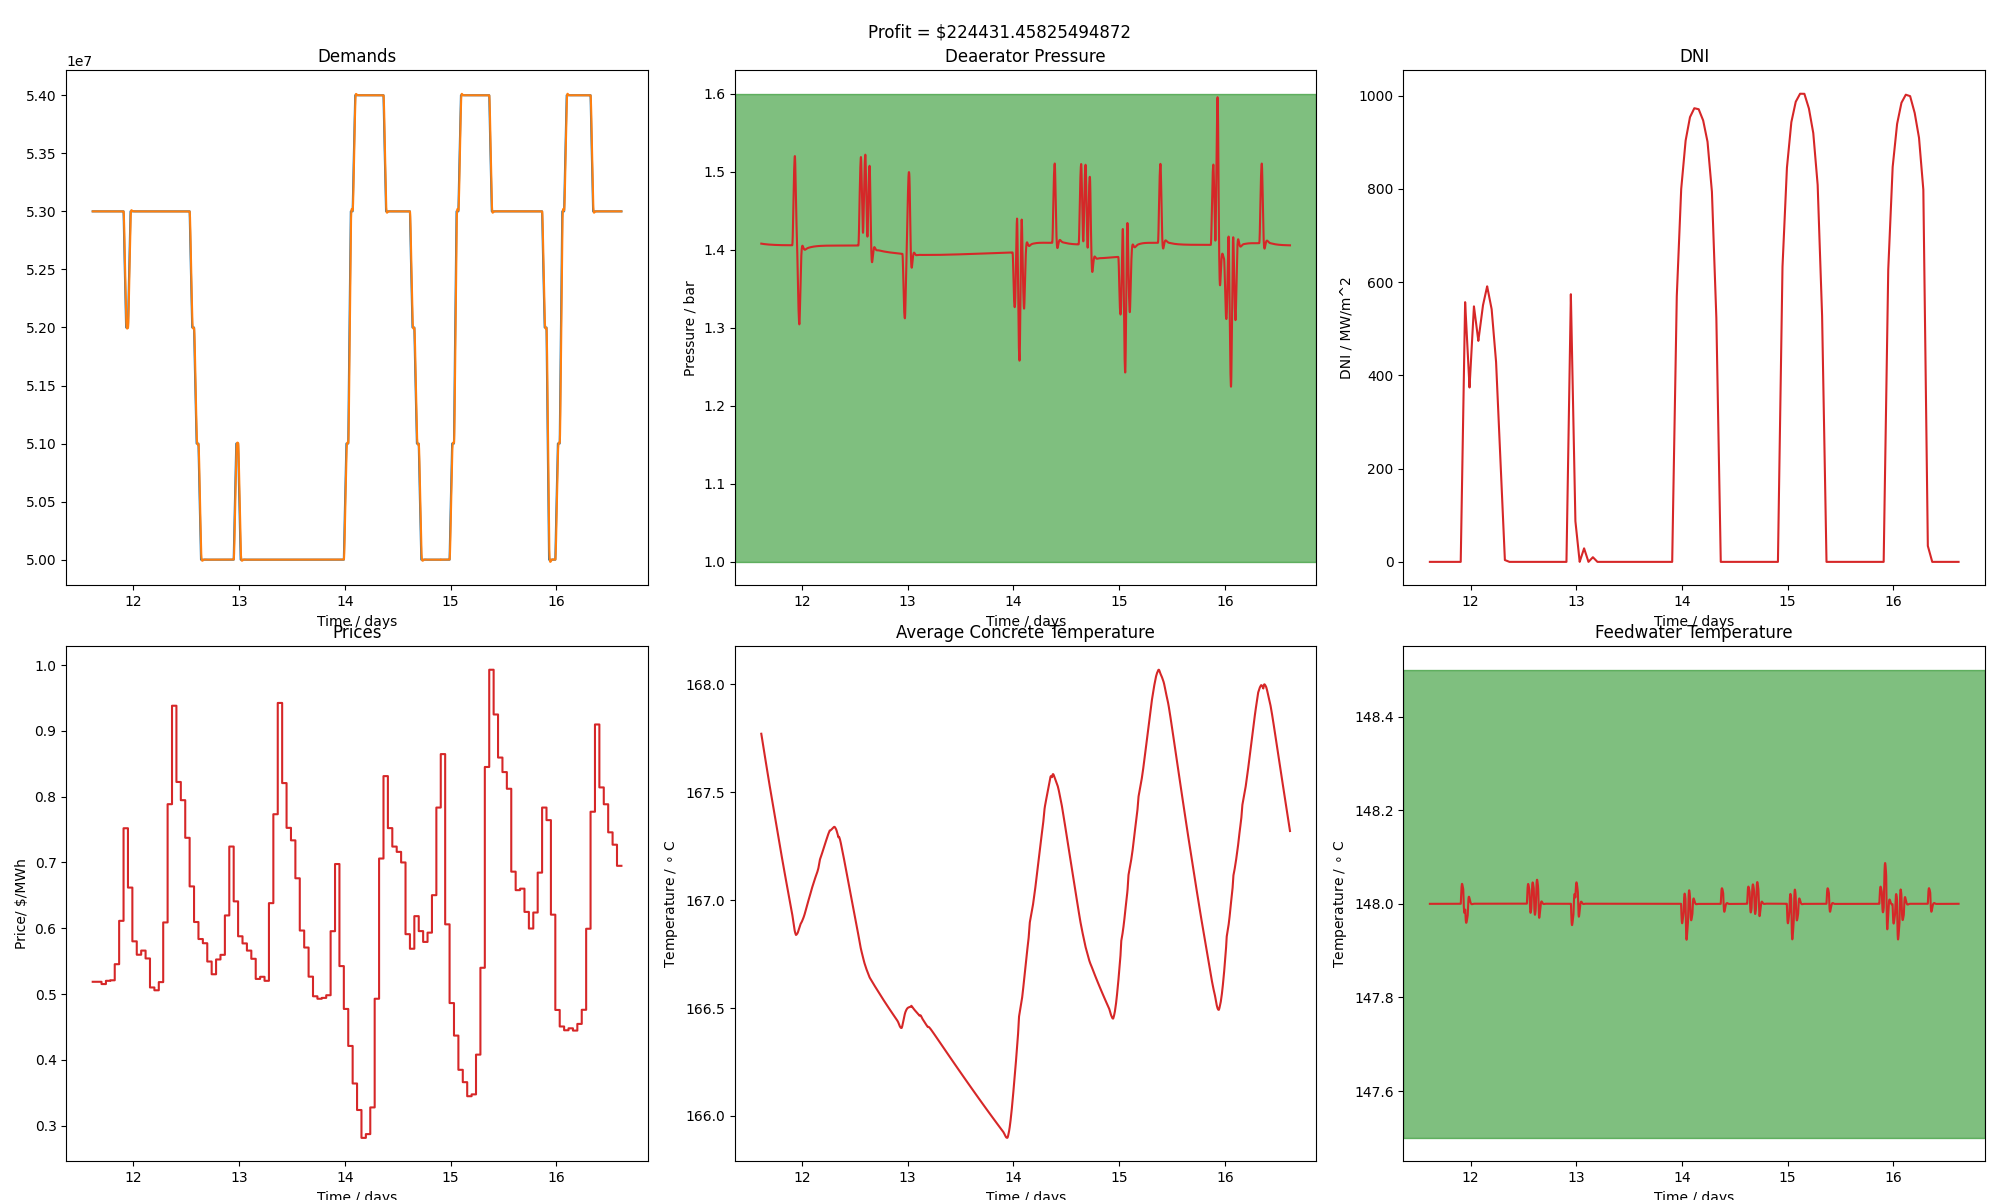 Profit = $224431.45825494872
Demands
1e7
5.40
5.35
5.30
5.25
5.20
5.15
5.10
5.05
5.00
12 13 14 15 16
Time / days
Deaerator Pressure
Pressure / bar
1.6
1.5
1.4
1.3
1.2
1.1
1.0
12 13 14 15 16
Time / days
DNI
DNI / MW/m^2
1000
800
600
400
200
0
12 13 14 15 16
Time / days
Prices
Price/ $/MWh
1.0
0.9
0.8
0.7
0.6
0.5
0.4
0.3
12 13 14 15 16
Time / days
Average Concrete Temperature
Temperature / ∘ C
168.0
167.5
167.0
166.5
166.0
12 13 14 15 16
Time / days
Feedwater Temperature
Temperature / ∘ C
148.4
148.2
148.0
147.8
147.6
12 13 14 15 16
Time / days